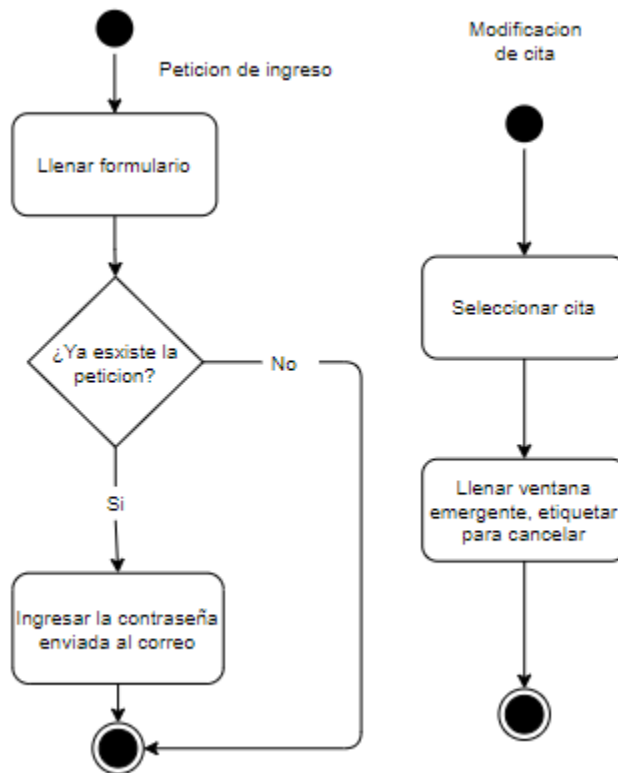 Peticion de ingreso
Llenar formulario
¿Ya esxiste la
peticion?
No
Si
Ingresar la contraseña
enviada al correo
Modificacion
de cita
Seleccionar cita
Llenar ventana
emergente, etiquetar
para cancelar